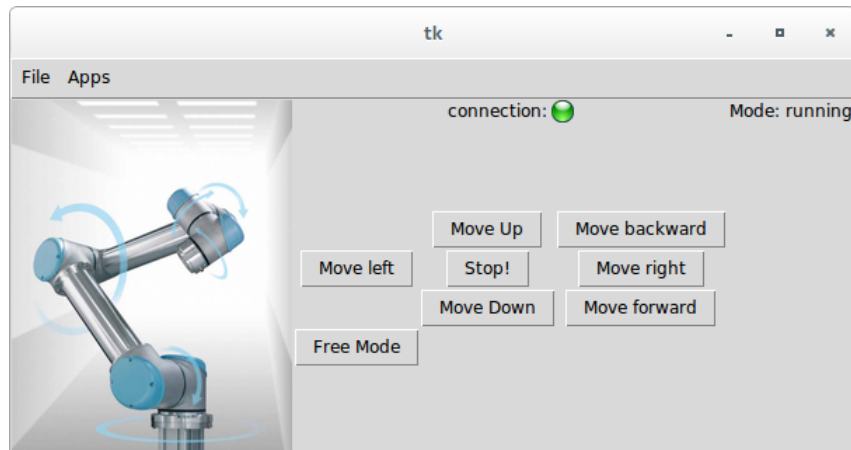 tk
File Apps
connection: Mode: running
Move Up Move backward
Move left Stop! Move right
Move Down Move forward
Free Mode